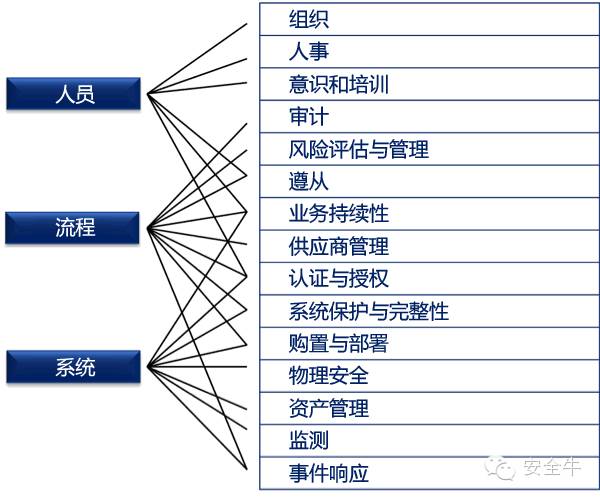 组织
人事
人员
意识和培训
审计
风险评估与管理
遵从
业务持续性
流程
供应商管理
认证与授权
系统保护与完整性
购置与部署
系统
物理安全
资产管理
监测
事件响应
安全牛